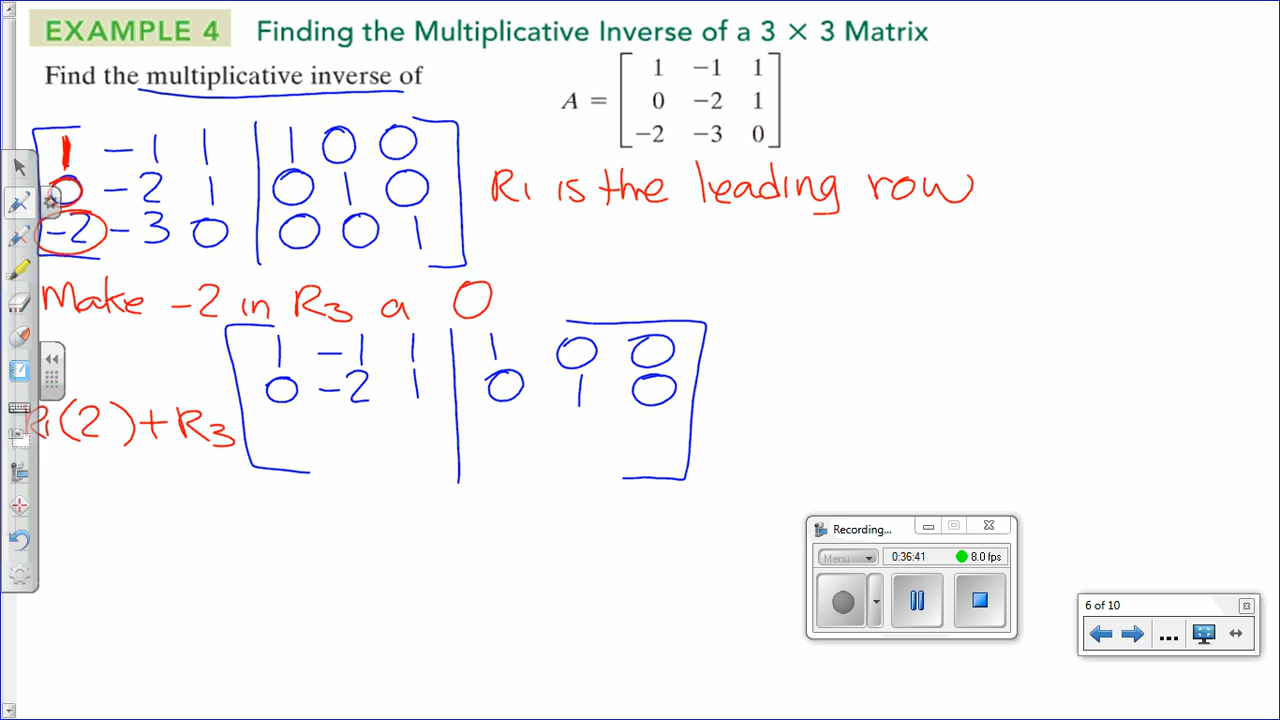 EXAMPLE 4 Finding the Multiplicative Inverse of a 3 × 3 Matrix
Find the multiplicative inverse of
A = [ 1 −1 1
0 −2 1
−2 −3 0 ]
1 −1 1 | 1 0 0
0 −2 1 | 0 1 0
−2 −3 0 | 0 0 1
R1 is the leading row
Make −2 in R3 a 0
1 −1 1 | 1 0 0
0 −2 1 | 0 1 0
R1(2)+R3
Recording...
Menu
0:36:41
8.0 fps
6 of 10
...